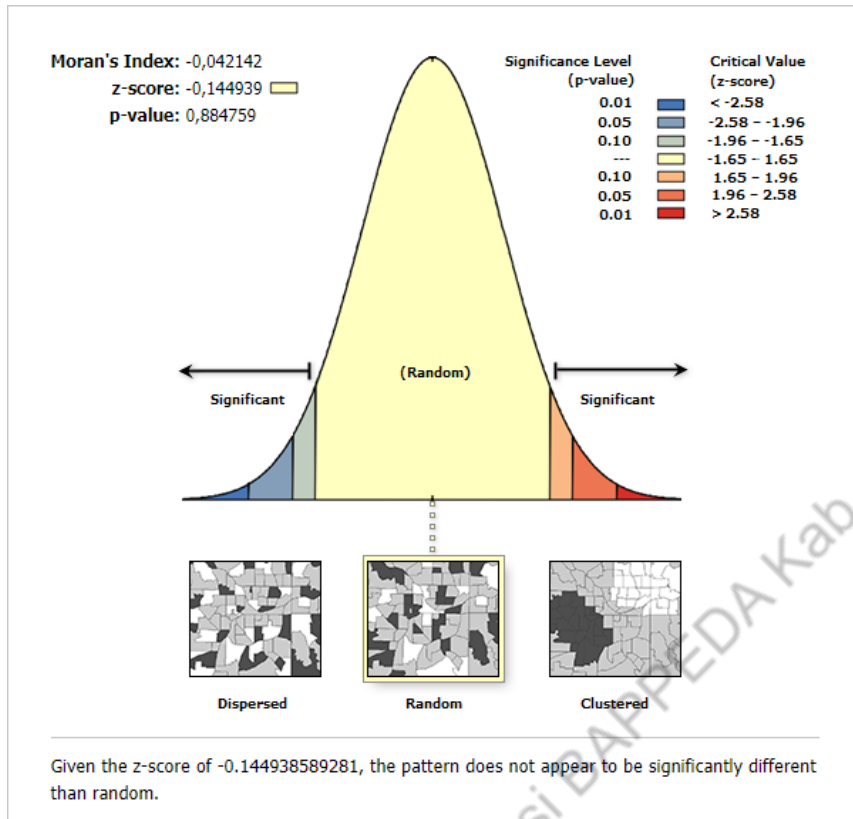 Moran's Index: -0,042142
z-score: -0,144939
p-value: 0,884759
Significance Level Critical Value
(p-value) (z-score)
0.01 < -2.58
0.05 -2.58 – -1.96
0.10 -1.96 – -1.65
--- -1.65 – 1.65
0.10 1.65 – 1.96
0.05 1.96 – 2.58
0.01 > 2.58
(Random)
Significant Significant
Dispersed Random Clustered
Given the z-score of -0.144938589281, the pattern does not appear to be significantly different
than random.
si BAPPEDA Kab